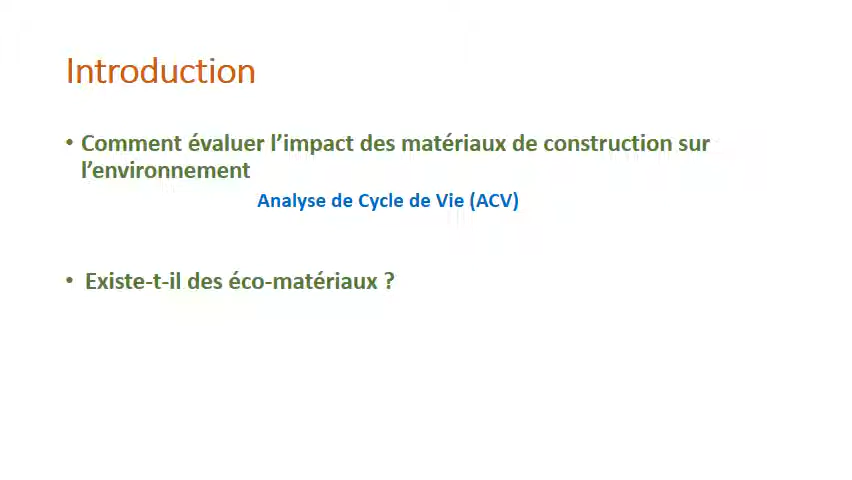 Introduction
• Comment évaluer l’impact des matériaux de construction sur
l’environnement
Analyse de Cycle de Vie (ACV)
• Existe-t-il des éco-matériaux ?